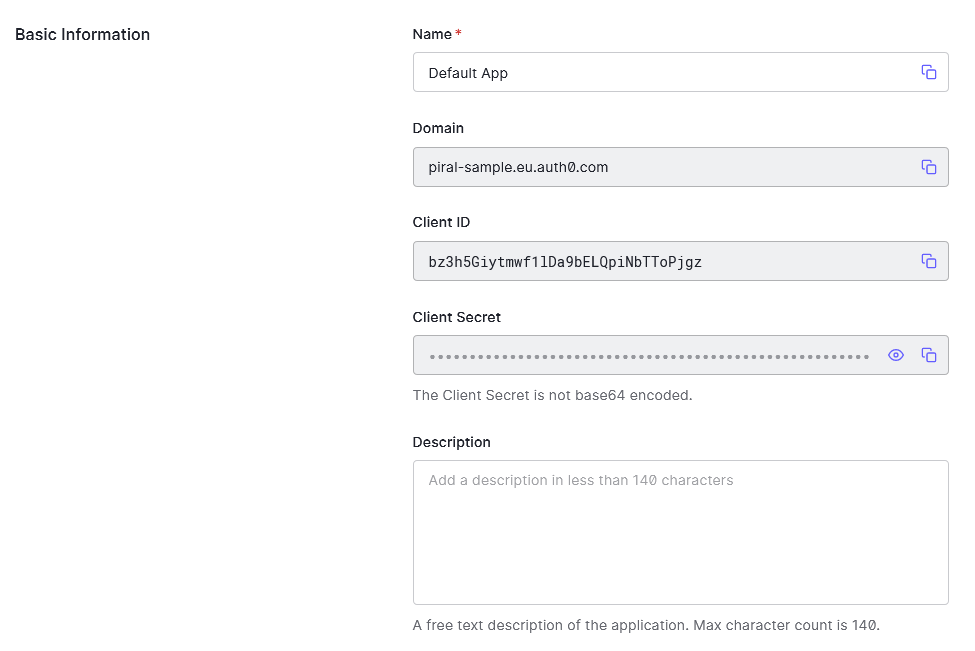 Basic Information
Name *
Default App
Domain
piral-sample.eu.auth0.com
Client ID
bz3h5Giytmwf1lDa9bELQpiNbTToPjgz
Client Secret
••••••••••••••••••••••••••••••••••••••••••••••••••••••••
The Client Secret is not base64 encoded.
Description
Add a description in less than 140 characters
A free text description of the application. Max character count is 140.